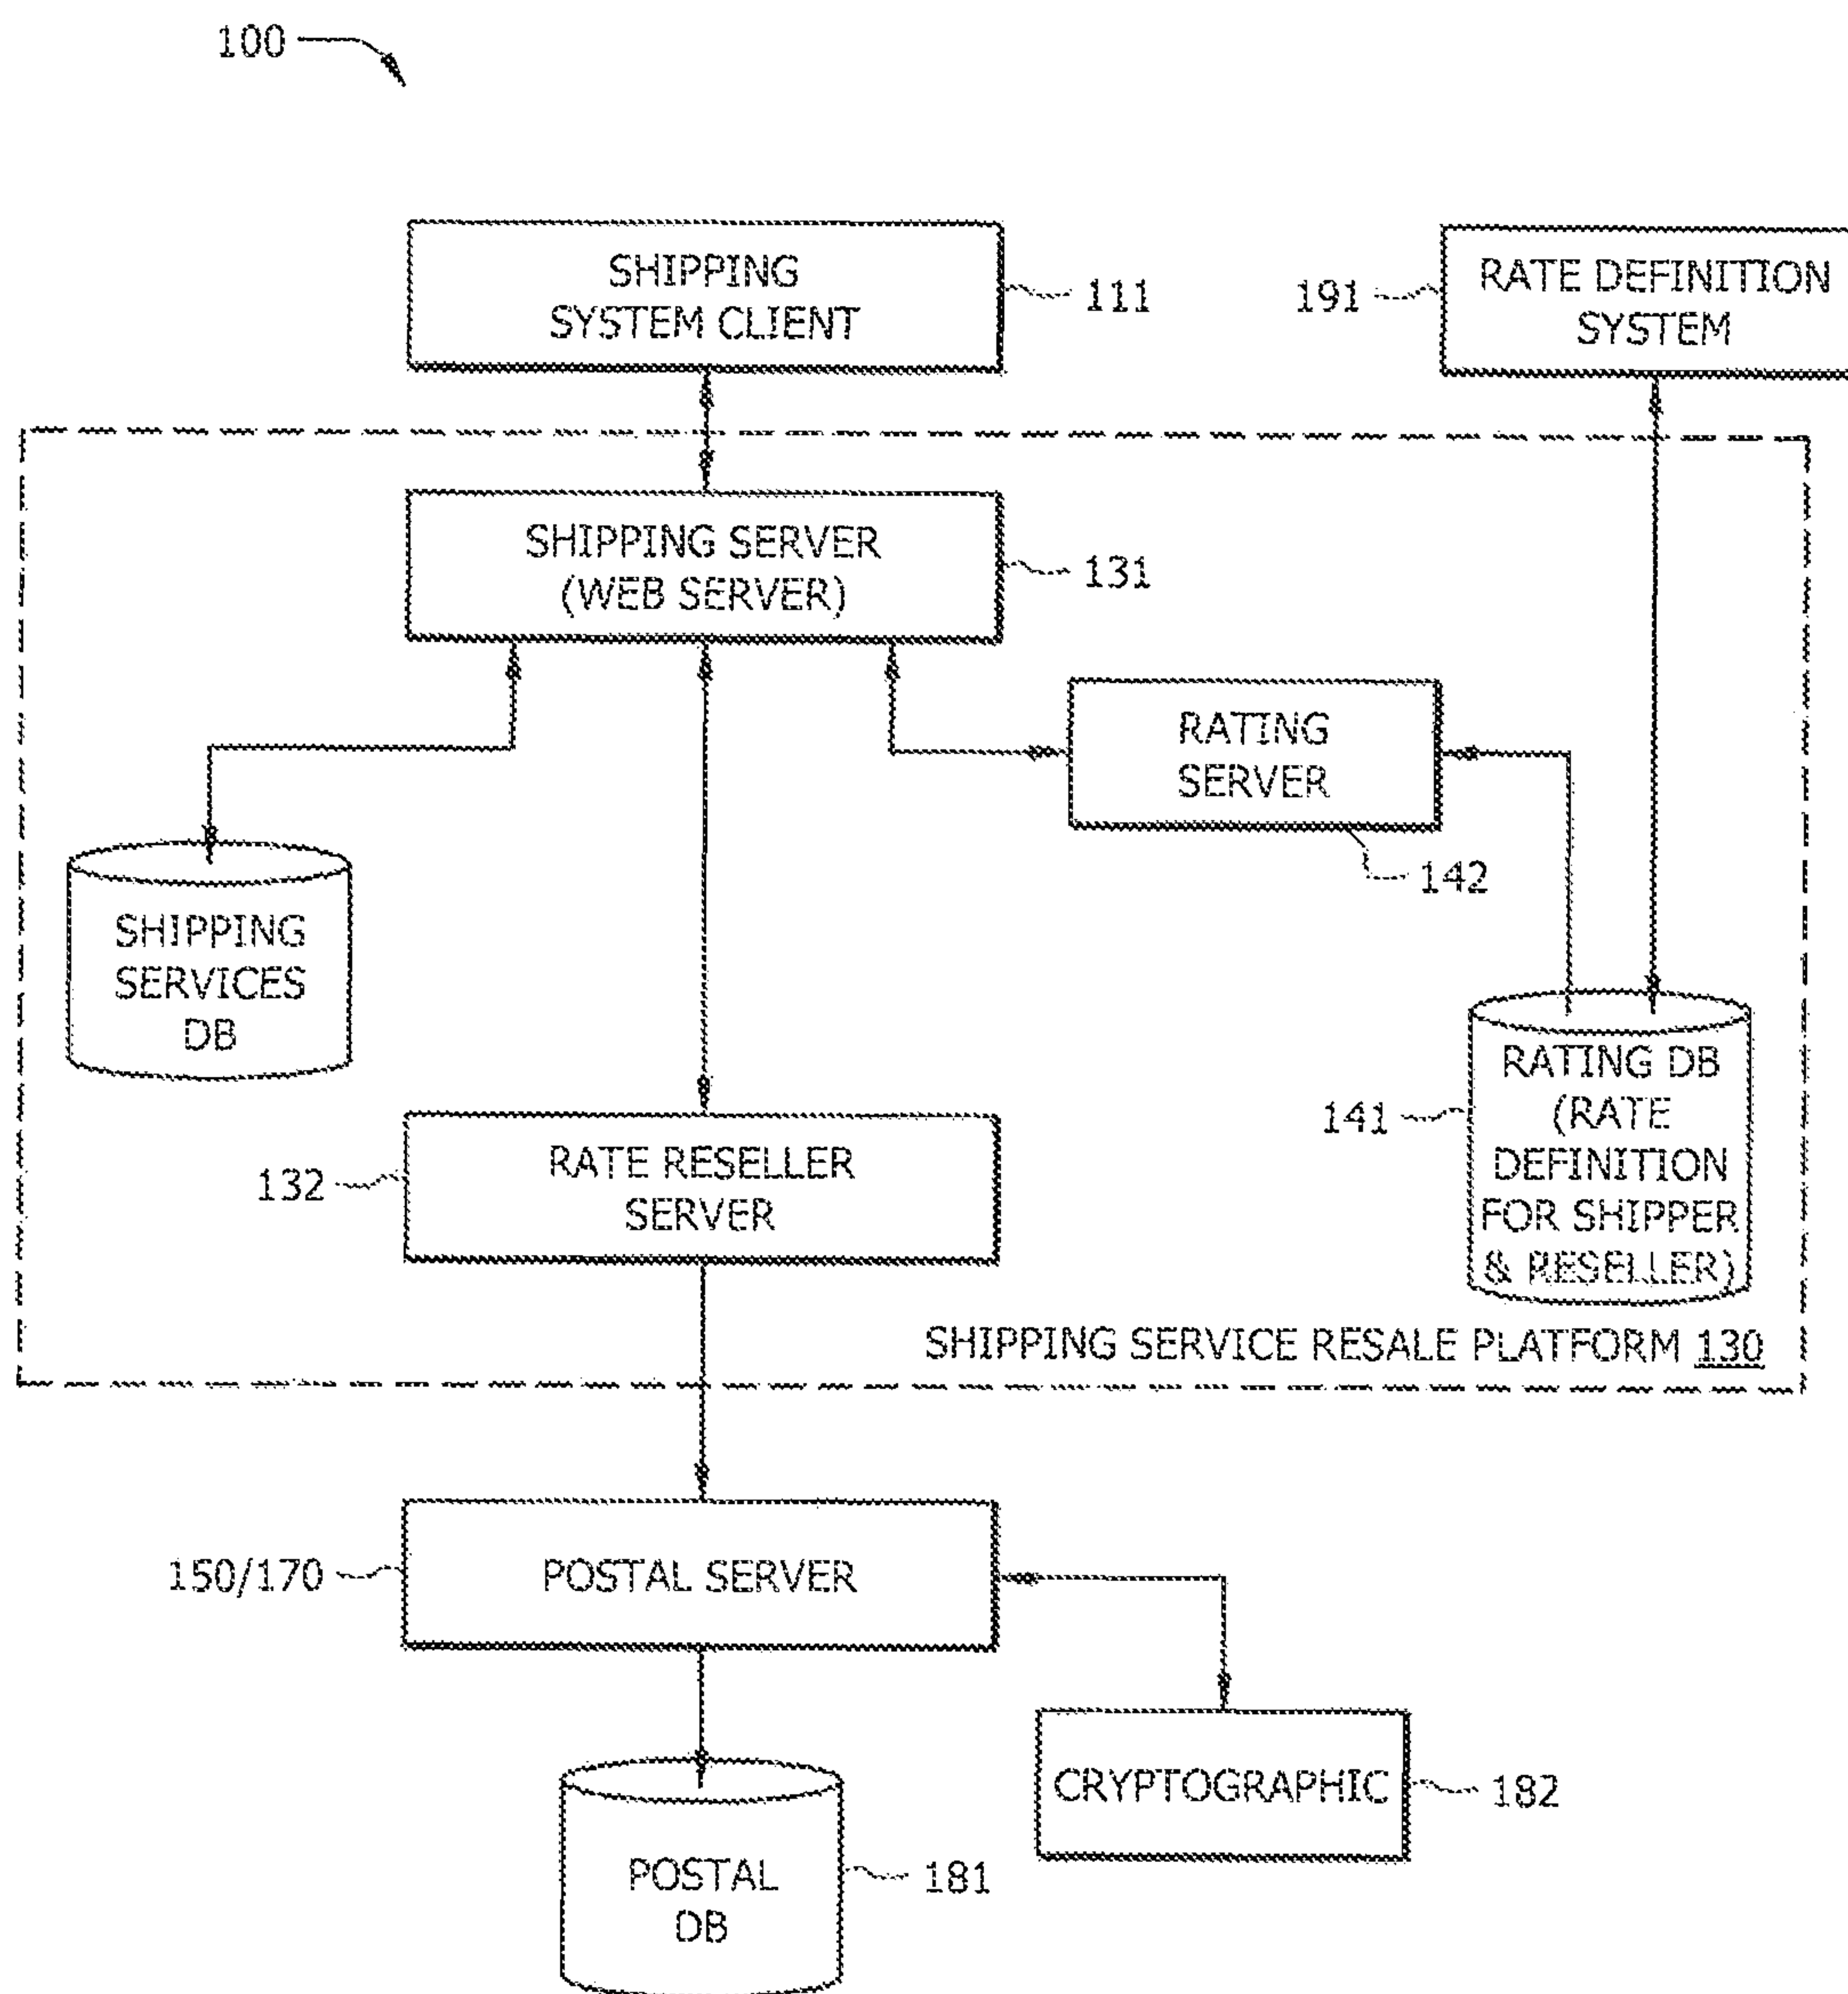 100
SHIPPING
SYSTEM CLIENT
111
191
RATE DEFINITION
SYSTEM
SHIPPING SERVER
(WEB SERVER)
131
RATING
SERVER
142
SHIPPING
SERVICES
DB
RATING DB
(RATE
DEFINITION
FOR SHIPPER
& RESELLER)
141
RATE RESELLER
SERVER
132
SHIPPING SERVICE RESALE PLATFORM 130
150/170
POSTAL SERVER
CRYPTOGRAPHIC
182
POSTAL
DB
181